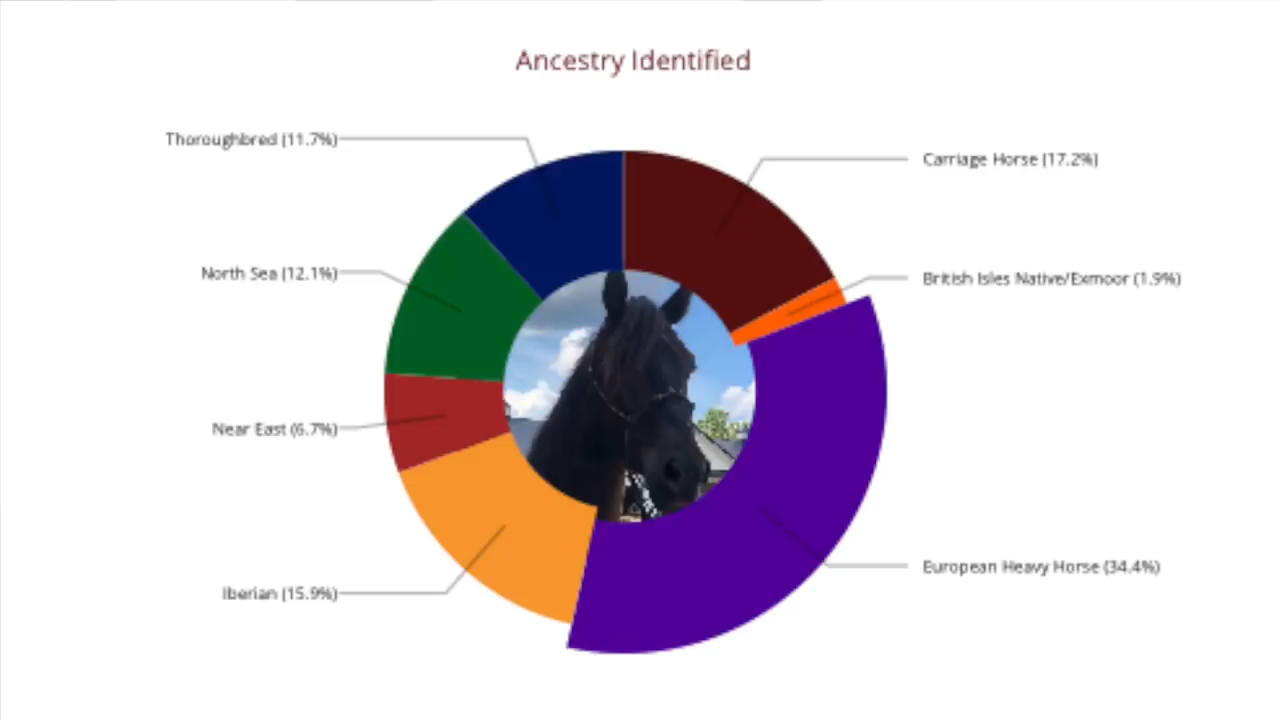 Ancestry Identified
Thoroughbred (11.7%)
Carriage Horse (17.2%)
North Sea (12.1%)
British Isles Native/Exmoor (1.9%)
Near East (6.7%)
European Heavy Horse (34.4%)
Iberian (15.9%)